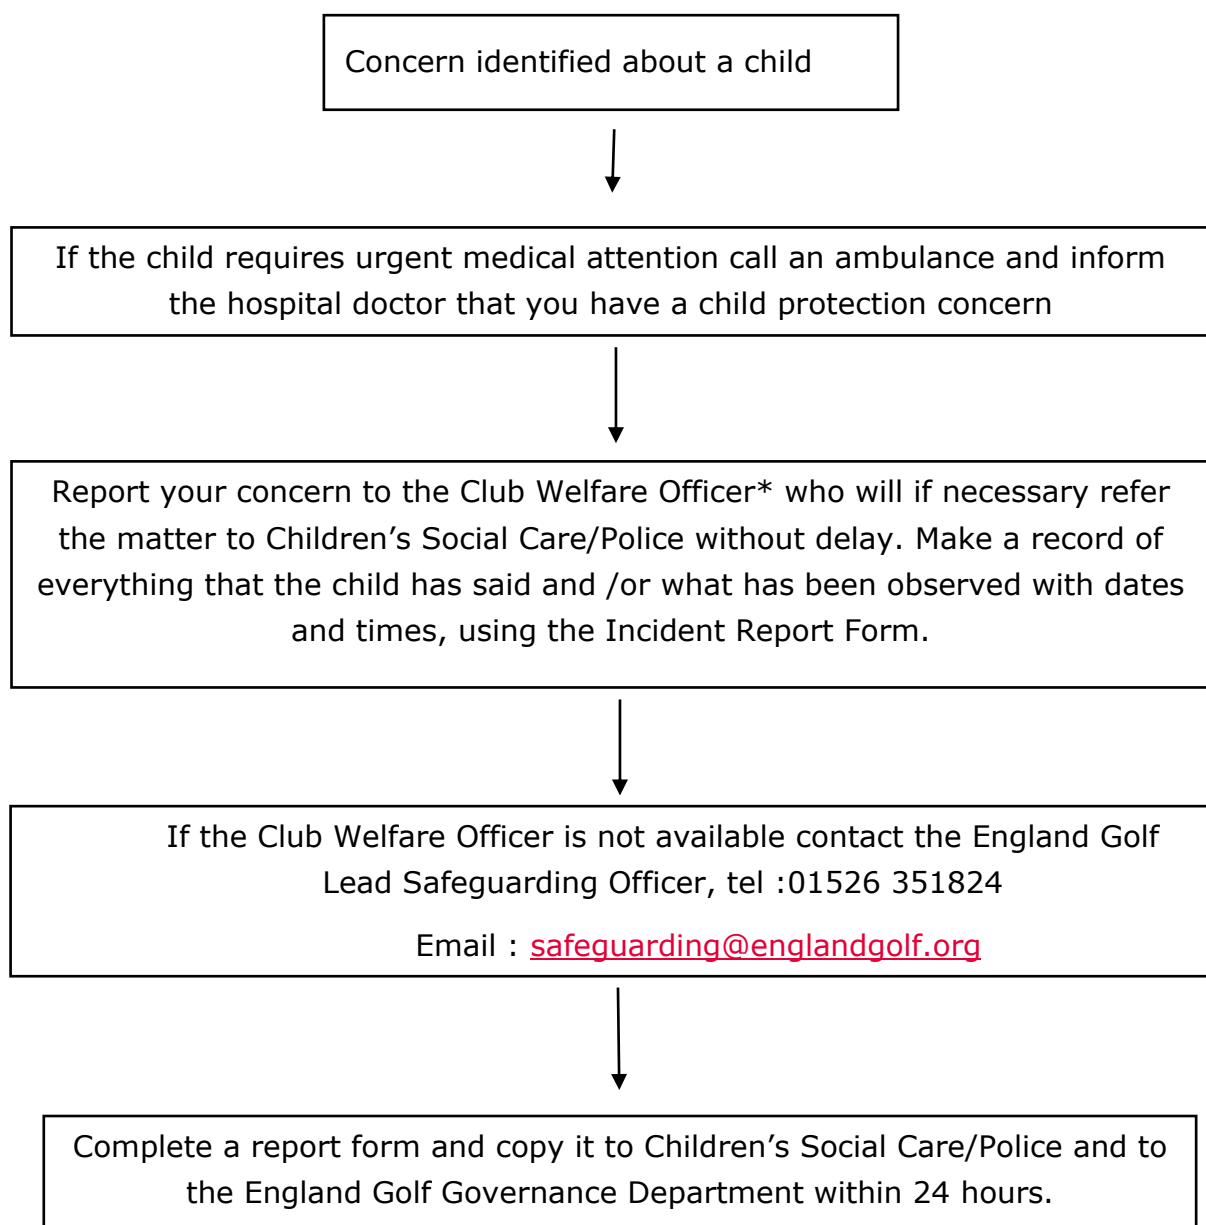 Concern identified about a child
If the child requires urgent medical attention call an ambulance and inform
the hospital doctor that you have a child protection concern
Report your concern to the Club Welfare Officer* who will if necessary refer
the matter to Children’s Social Care/Police without delay. Make a record of
everything that the child has said and /or what has been observed with dates
and times, using the Incident Report Form.
If the Club Welfare Officer is not available contact the England Golf
Lead Safeguarding Officer, tel :01526 351824
Email : safeguarding@englandgolf.org
Complete a report form and copy it to Children’s Social Care/Police and to
the England Golf Governance Department within 24 hours.